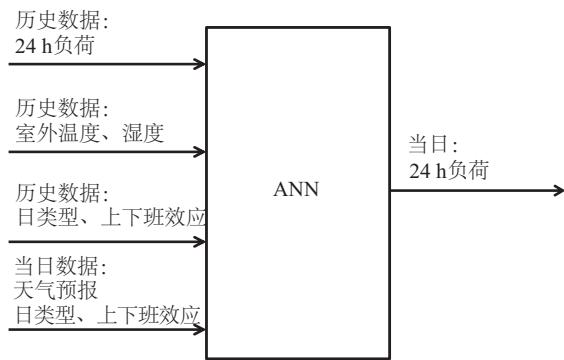 历史数据:
24 h负荷
历史数据:
室外温度、湿度
历史数据:
日类型、上下班效应
当日数据:
天气预报
日类型、上下班效应
ANN
当日:
24 h负荷